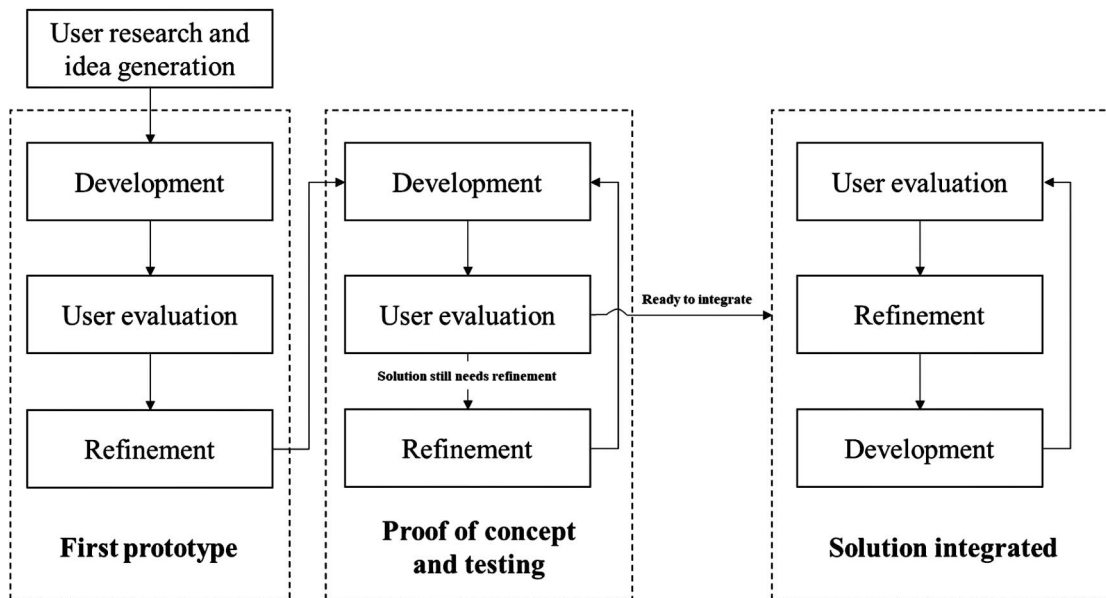 User research and
idea generation
Development
User evaluation
Refinement
First prototype
Development
User evaluation
Ready to integrate
Solution still needs refinement
Refinement
Proof of concept
and testing
User evaluation
Refinement
Development
Solution integrated